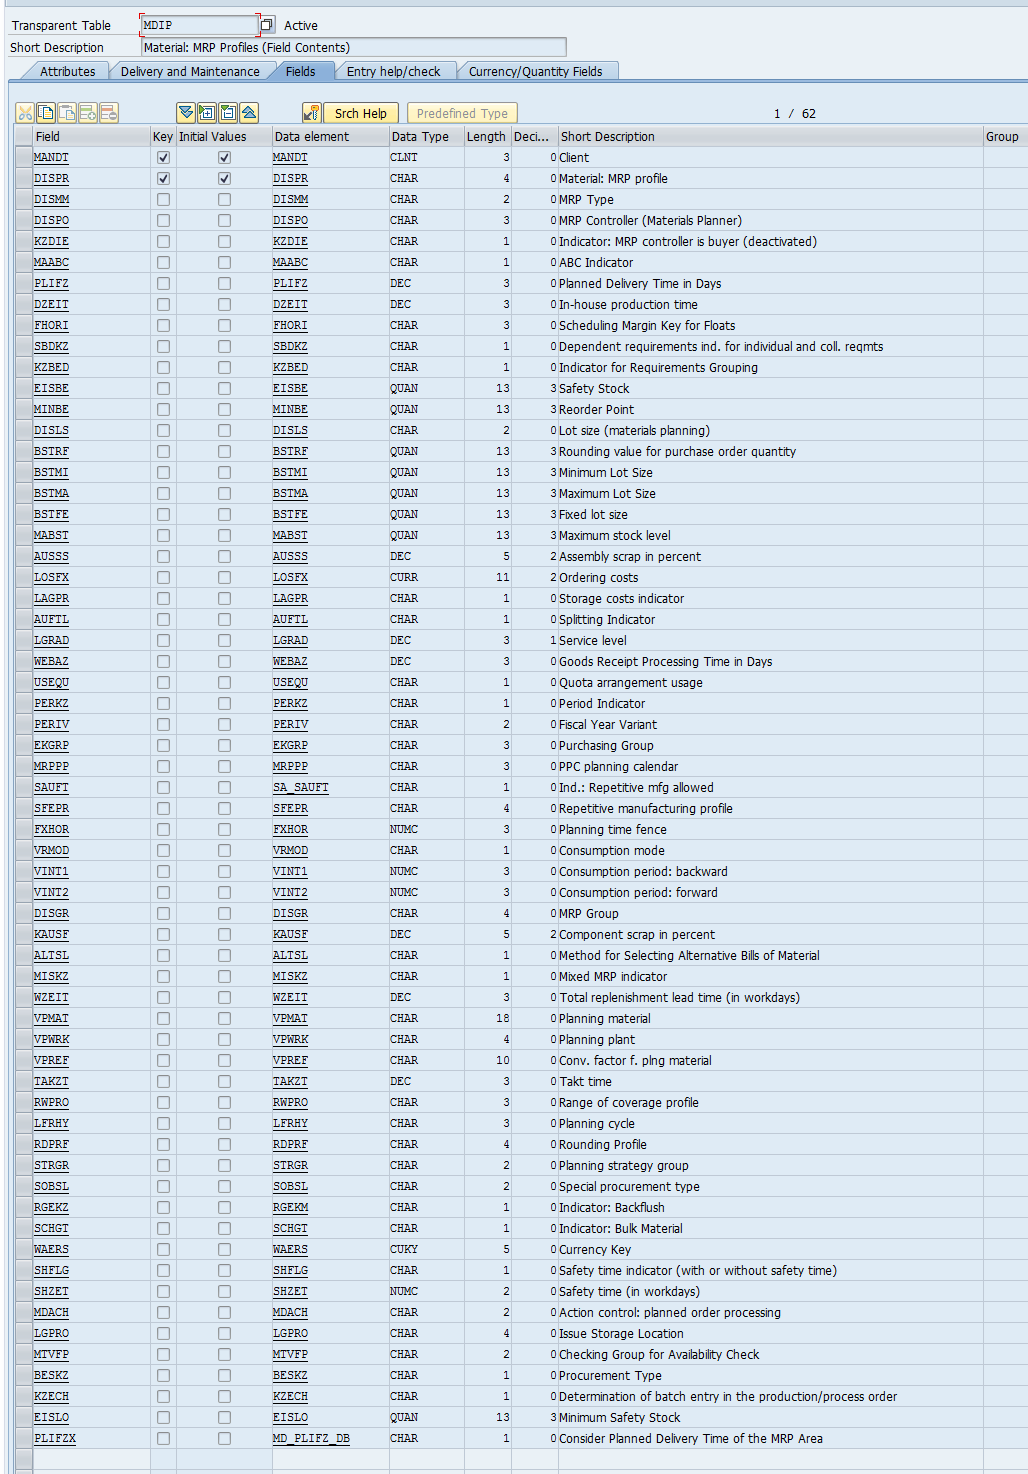 Transparent Table MDIP Active
Short Description Material: MRP Profiles (Field Contents)
Attributes Delivery and Maintenance Fields Entry help/check Currency/Quantity Fields
Srch Help Predefined Type 1 / 62
Field Key Initial Values Data element Data Type Length Deci... Short Description Group
MANDT MANDT CLNT 3 0 Client
DISPR DISPR CHAR 4 0 Material: MRP profile
DISMM DISMM CHAR 2 0 MRP Type
DISPO DISPO CHAR 3 0 MRP Controller (Materials Planner)
KZDIE KZDIE CHAR 1 0 Indicator: MRP controller is buyer (deactivated)
MAABC MAABC CHAR 1 0 ABC Indicator
PLIFZ PLIFZ DEC 3 0 Planned Delivery Time in Days
DZEIT DZEIT DEC 3 0 In-house production time
FHORI FHORI CHAR 3 0 Scheduling Margin Key for Floats
SBDKZ SBDKZ CHAR 1 0 Dependent requirements ind. for individual and coll. reqmts
KZBED KZBED CHAR 1 0 Indicator for Requirements Grouping
EISBE EISBE QUAN 13 3 Safety Stock
MINBE MINBE QUAN 13 3 Reorder Point
DISLS DISLS CHAR 2 0 Lot size (materials planning)
BSTRF BSTRF QUAN 13 3 Rounding value for purchase order quantity
BSTMI BSTMI QUAN 13 3 Minimum Lot Size
BSTMA BSTMA QUAN 13 3 Maximum Lot Size
BSTFE BSTFE QUAN 13 3 Fixed lot size
MABST MABST QUAN 13 3 Maximum stock level
AUSSS AUSSS DEC 5 2 Assembly scrap in percent
LOSFX LOSFX CURR 11 2 Ordering costs
LAGPR LAGPR CHAR 1 0 Storage costs indicator
AUFTL AUFTL CHAR 1 0 Splitting Indicator
LGRAD LGRAD DEC 3 1 Service level
WEBAZ WEBAZ DEC 3 0 Goods Receipt Processing Time in Days
USEQU USEQU CHAR 1 0 Quota arrangement usage
PERKZ PERKZ CHAR 1 0 Period Indicator
PERIV PERIV CHAR 2 0 Fiscal Year Variant
EKGRP EKGRP CHAR 3 0 Purchasing Group
MRPPP MRPPP CHAR 3 0 PPC planning calendar
SAUFT SA_SAUFT CHAR 1 0 Ind.: Repetitive mfg allowed
SFEPR SFEPR CHAR 4 0 Repetitive manufacturing profile
FXHOR FXHOR NUMC 3 0 Planning time fence
VRMOD VRMOD CHAR 1 0 Consumption mode
VINT1 VINT1 NUMC 3 0 Consumption period: backward
VINT2 VINT2 NUMC 3 0 Consumption period: forward
DISGR DISGR CHAR 4 0 MRP Group
KAUSF KAUSF DEC 5 2 Component scrap in percent
ALTSL ALTSL CHAR 1 0 Method for Selecting Alternative Bills of Material
MISKZ MISKZ CHAR 1 0 Mixed MRP indicator
WZEIT WZEIT DEC 3 0 Total replenishment lead time (in workdays)
VPMAT VPMAT CHAR 18 0 Planning material
VPWRK VPWRK CHAR 4 0 Planning plant
VPREF VPREF CHAR 10 0 Conv. factor f. plng material
TAKZT TAKZT DEC 3 0 Takt time
RWPRO RWPRO CHAR 3 0 Range of coverage profile
LFRHY LFRHY CHAR 3 0 Planning cycle
RDPRF RDPRF CHAR 4 0 Rounding Profile
STRGR STRGR CHAR 2 0 Planning strategy group
SOBSL SOBSL CHAR 2 0 Special procurement type
RGEKZ RGEKM CHAR 1 0 Indicator: Backflush
SCHGT SCHGT CHAR 1 0 Indicator: Bulk Material
WAERS WAERS CUKY 5 0 Currency Key
SHFLG SHFLG CHAR 1 0 Safety time indicator (with or without safety time)
SHZET SHZET NUMC 2 0 Safety time (in workdays)
MDACH MDACH CHAR 2 0 Action control: planned order processing
LGPRO LGPRO CHAR 4 0 Issue Storage Location
MTVFP MTVFP CHAR 2 0 Checking Group for Availability Check
BESKZ BESKZ CHAR 1 0 Procurement Type
KZECH KZECH CHAR 1 0 Determination of batch entry in the production/process order
EISLO EISLO QUAN 13 3 Minimum Safety Stock
PLIFZX MD_PLIFZ_DB CHAR 1 0 Consider Planned Delivery Time of the MRP Area